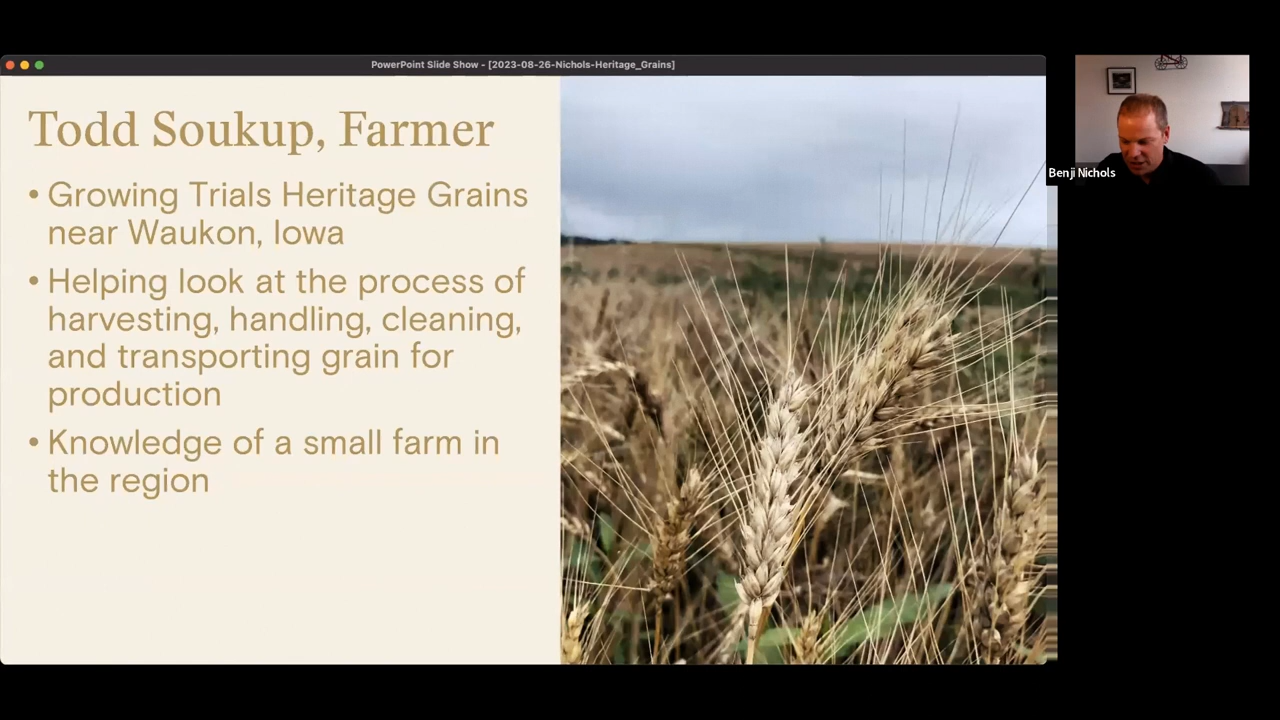 PowerPoint Slide Show - [2023-08-26-Nichols-Heritage_Grains]
Todd Soukup, Farmer
• Growing Trials Heritage Grains
near Waukon, Iowa
• Helping look at the process of
harvesting, handling, cleaning,
and transporting grain for
production
• Knowledge of a small farm in
the region
Benji Nichols